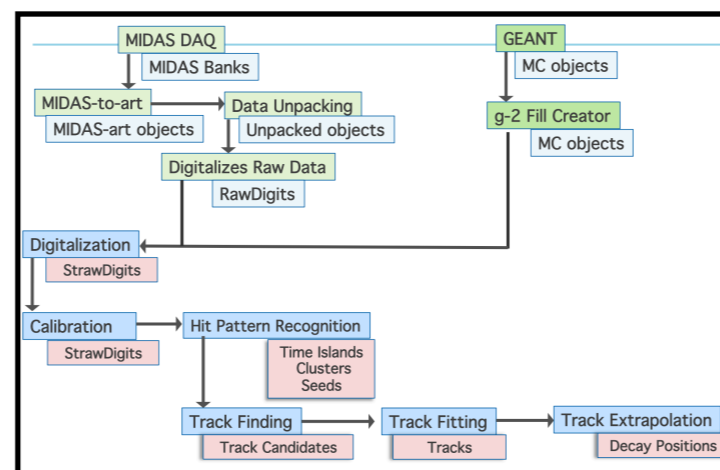 MIDAS DAQ
MIDAS Banks
GEANT
MC objects
MIDAS-to-art
MIDAS-art objects
Data Unpacking
Unpacked objects
g-2 Fill Creator
MC objects
Digitalizes Raw Data
RawDigits
Digitalization
StrawDigits
Calibration
StrawDigits
Hit Pattern Recognition
Time Islands
Clusters
Seeds
Track Finding
Track Candidates
Track Fitting
Tracks
Track Extrapolation
Decay Positions